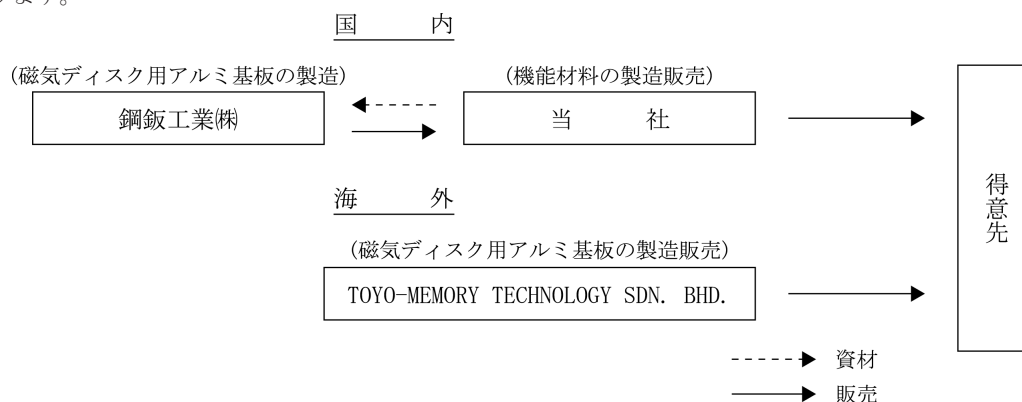 ります。
国　　内
(磁気ディスク用アルミ基板の製造)
(機能材料の製造販売)
鋼鈑工業㈱
当　　社
得意先
海　　外
(磁気ディスク用アルミ基板の製造販売)
TOYO-MEMORY TECHNOLOGY SDN. BHD.
資材
販売